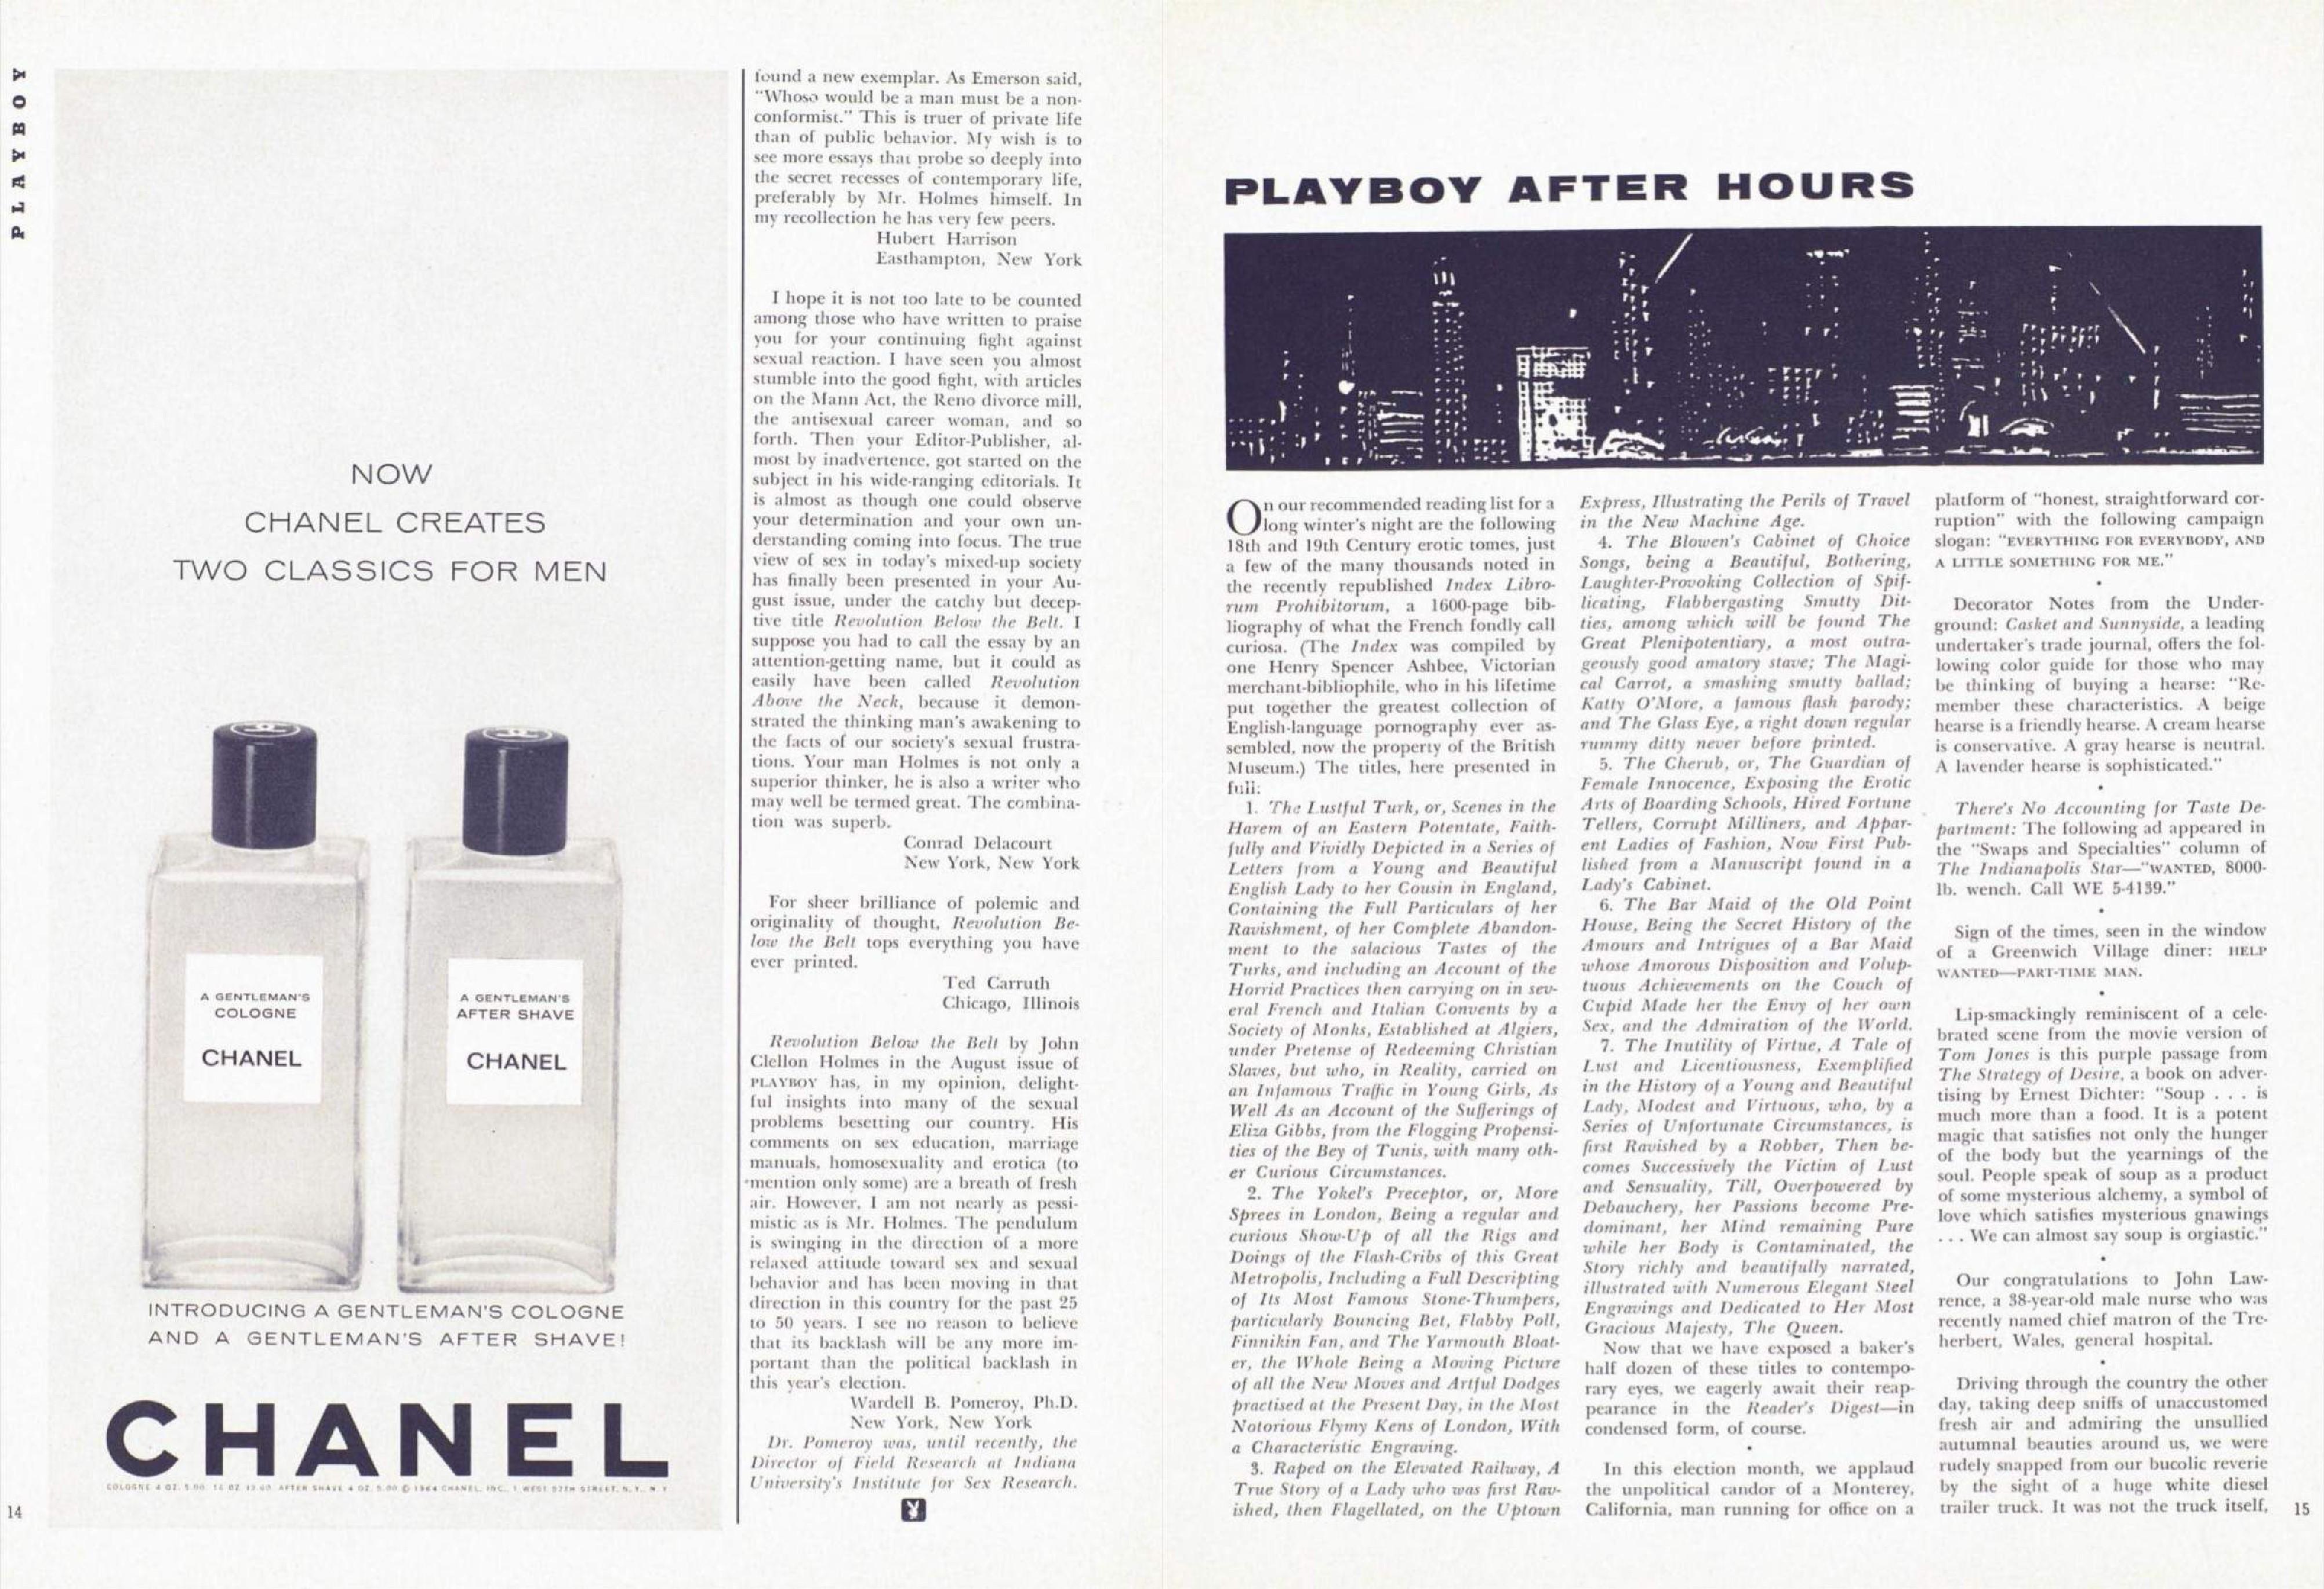 PLAYBOY
NOW
CHANEL CREATES
TWO CLASSICS FOR MEN
A GENTLEMAN'S
COLOGNE
CHANEL
A GENTLEMAN'S
AFTER SHAVE
CHANEL
INTRODUCING A GENTLEMAN'S COLOGNE
AND A GENTLEMAN'S AFTER SHAVE!
CHANEL
COLOGNE 4 OZ. 5.00, 16 OZ. AFTER SHAVE 4 OZ. 5.00 © 1964 CHANEL, INC., 1 WEST 57TH STREET, N.Y., N.Y.
14
found a new exemplar. As Emerson said,
"Whoso would be a man must be a non-
conformist." This is truer of private life
than of public behavior. My wish is to
see more essays that probe so deeply into
the secret recesses of contemporary life,
preferably by Mr. Holmes himself. In
my recollection he has very few peers.
Hubert Harrison
Easthampton, New York
I hope it is not too late to be counted
among those who have written to praise
you for your continuing fight against
sexual reaction. I have seen you almost
stumble into the good fight, with articles
on the Mann Act, the Reno divorce mill,
the antisexual career woman, and so
forth. Then your Editor-Publisher, al-
most by inadvertence, got started on the
subject in his wide-ranging editorials. It
is almost as though one could observe
your determination and your own un-
derstanding coming into focus. The true
view of sex in today's mixed-up society
has finally been presented in your Au-
gust issue, under the catchy but decep-
tive title Revolution Below the Belt. I
suppose you had to call the essay by an
attention-getting name, but it could as
easily have been called Revolution
Above the Neck, because it demon-
strated the thinking man's awakening to
the facts of our society's sexual frustra-
tions. Your man Holmes is not only a
superior thinker, he is also a writer who
may well be termed great. The combina-
tion was superb.
Conrad Delacourt
New York, New York
For sheer brilliance of polemic and
originality of thought, Revolution Be-
low the Belt tops everything you have
ever printed.
Ted Carruth
Chicago, Illinois
Revolution Below the Belt by John
Clellon Holmes in the August issue of
PLAYBOY has, in my opinion, delight-
ful insights into many of the sexual
problems besetting our country. His
comments on sex education, marriage
manuals, homosexuality and erotica (to
mention only some) are a breath of fresh
air. However, I am not nearly as pessi-
mistic as is Mr. Holmes. The pendulum
is swinging in the direction of a more
relaxed attitude toward sex and sexual
behavior and has been moving in that
direction in this country for the past 25
to 50 years. I see no reason to believe
that its backlash will be any more im-
portant than the political backlash in
this year's election.
Wardell B. Pomeroy, Ph.D.
New York, New York
Dr. Pomeroy was, until recently, the
Director of Field Research at Indiana
University's Institute for Sex Research.
PLAYBOY AFTER HOURS
On our recommended reading list for a
long winter's night are the following
18th and 19th Century erotic tomes, just
a few of the many thousands noted in
the recently republished Index Libro-
rum Prohibitorum, a 1600-page bib-
liography of what the French fondly call
curiosa. (The Index was compiled by
one Henry Spencer Ashbee, Victorian
merchant-bibliophile, who in his lifetime
put together the greatest collection of
English-language pornography ever as-
sembled, now the property of the British
Museum.) The titles, here presented in
full:
1. The Lustful Turk, or, Scenes in the
Harem of an Eastern Potentate, Faith-
fully and Vividly Depicted in a Series of
Letters from a Young and Beautiful
English Lady to her Cousin in England,
Containing the Full Particulars of her
Ravishment, of her Complete Abandon-
ment to the salacious Tastes of the
Turks, and including an Account of the
Horrid Practices then carrying on in sev-
eral French and Italian Convents by a
Society of Monks, Established at Algiers,
under Pretense of Redeeming Christian
Slaves, but who, in Reality, carried on
an Infamous Traffic in Young Girls, As
Well As an Account of the Sufferings of
Eliza Gibbs, from the Flogging Propensi-
ties of the Bey of Tunis, with many oth-
er Curious Circumstances.
2. The Yokel's Preceptor, or, More
Sprees in London, Being a regular and
curious Show-Up of all the Rigs and
Doings of the Flash-Cribs of this Great
Metropolis, Including a Full Descripting
of Its Most Famous Stone-Thumpers,
particularly Bouncing Bet, Flabby Poll,
Finnikin Fan, and The Yarmouth Bloat-
er, the Whole Being a Moving Picture
of all the New Moves and Artful Dodges
practised at the Present Day, in the Most
Notorious Flymy Kens of London, With
a Characteristic Engraving.
3. Raped on the Elevated Railway, A
True Story of a Lady who was first Rav-
ished, then Flagellated, on the Uptown
Express, Illustrating the Perils of Travel
in the New Machine Age.
4. The Blowen's Cabinet of Choice
Songs, being a Beautiful, Bothering,
Laughter-Provoking Collection of Spif-
licating, Flabbergasting Smutty Dit-
ties, among which will be found The
Great Plenipotentiary, a most outra-
geously good amatory stave; The Magi-
cal Carrot, a smashing smutty ballad;
Katty O'More, a famous flash parody;
and The Glass Eye, a right down regular
rummy ditty never before printed.
5. The Cherub, or, The Guardian of
Female Innocence, Exposing the Erotic
Arts of Boarding Schools, Hired Fortune
Tellers, Corrupt Milliners, and Appar-
ent Ladies of Fashion, Now First Pub-
lished from a Manuscript found in a
Lady's Cabinet.
6. The Bar Maid of the Old Point
House, Being the Secret History of the
Amours and Intrigues of a Bar Maid
whose Amorous Disposition and Volup-
tuous Achievements on the Couch of
Cupid Made her the Envy of her own
Sex, and the Admiration of the World.
7. The Inutility of Virtue, A Tale of
Lust and Licentiousness, Exemplified
in the History of a Young and Beautiful
Lady, Modest and Virtuous, who, by a
Series of Unfortunate Circumstances, is
first Ravished by a Robber, Then be-
comes Successively the Victim of Lust
and Sensuality, Till, Overpowered by
Debauchery, her Passions become Pre-
dominant, her Mind remaining Pure
while her Body is Contaminated, the
Story richly and beautifully narrated,
illustrated with Numerous Elegant Steel
Engravings and Dedicated to Her Most
Gracious Majesty, The Queen.
Now that we have exposed a baker's
half dozen of these titles to contempo-
rary eyes, we eagerly await their reap-
pearance in the Reader's Digest—in
condensed form, of course.
In this election month, we applaud
the unpolitical candor of a Monterey,
California, man running for office on a
platform of "honest, straightforward cor-
ruption" with the following campaign
slogan: "EVERYTHING FOR EVERYBODY, AND
A LITTLE SOMETHING FOR ME."
Decorator Notes from the Under-
ground: Casket and Sunnyside, a leading
undertaker's trade journal, offers the fol-
lowing color guide for those who may
be thinking of buying a hearse: "Re-
member these characteristics. A beige
hearse is a friendly hearse. A cream hearse
is conservative. A gray hearse is neutral.
A lavender hearse is sophisticated."
There's No Accounting for Taste De-
partment: The following ad appeared in
the "Swaps and Specialties" column of
The Indianapolis Star—"WANTED, 8000-
lb. wench. Call WE 5-4139."
Sign of the times, seen in the window
of a Greenwich Village diner: HELP
WANTED—PART-TIME MAN.
Lip-smackingly reminiscent of a cele-
brated scene from the movie version of
Tom Jones is this purple passage from
The Strategy of Desire, a book on adver-
tising by Ernest Dichter: "Soup . . . is
much more than a food. It is a potent
magic that satisfies not only the hunger
of the body but the yearnings of the
soul. People speak of soup as a product
of some mysterious alchemy, a symbol of
love which satisfies mysterious gnawings
. . . We can almost say soup is orgiastic."
Our congratulations to John Law-
rence, a 38-year-old male nurse who was
recently named chief matron of the Tre-
herbert, Wales, general hospital.
Driving through the country the other
day, taking deep sniffs of unaccustomed
fresh air and admiring the unsullied
autumnal beauties around us, we were
rudely snapped from our bucolic reverie
by the sight of a huge white diesel
trailer truck. It was not the truck itself,
15